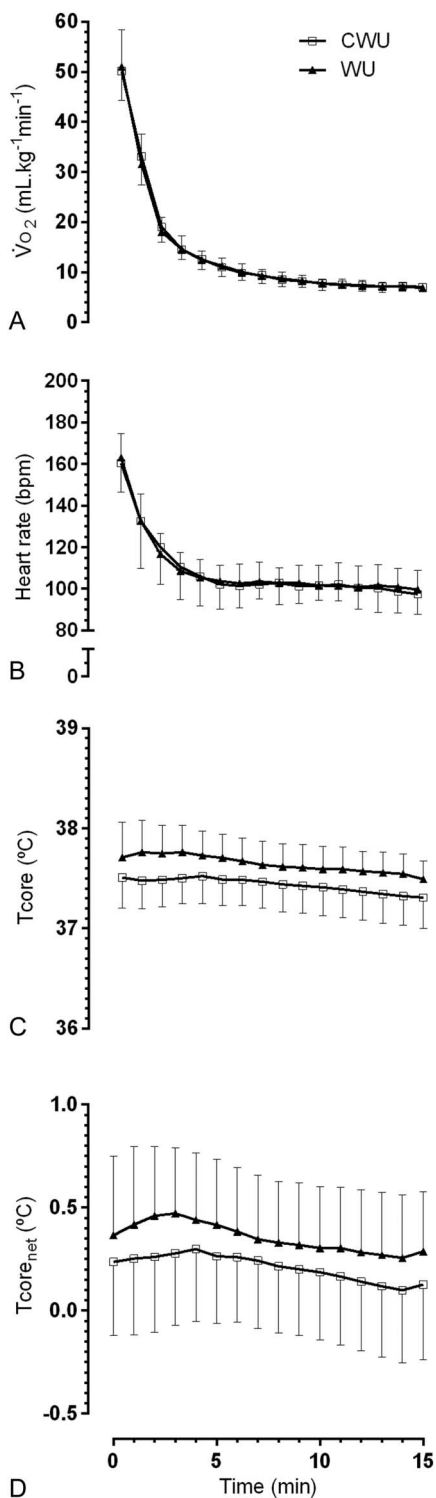 60
CWU
WU
50
40
30
20
10
0
V̇O₂ (mL.kg⁻¹min⁻¹)
A
200
180
160
140
120
100
80
0
Heart rate (bpm)
B
39
38
37
36
Tcore (ºC)
C
1.0
0.5
0.0
-0.5
Tcoreₙₑₜ (ºC)
0 5 10 15
Time (min)
D